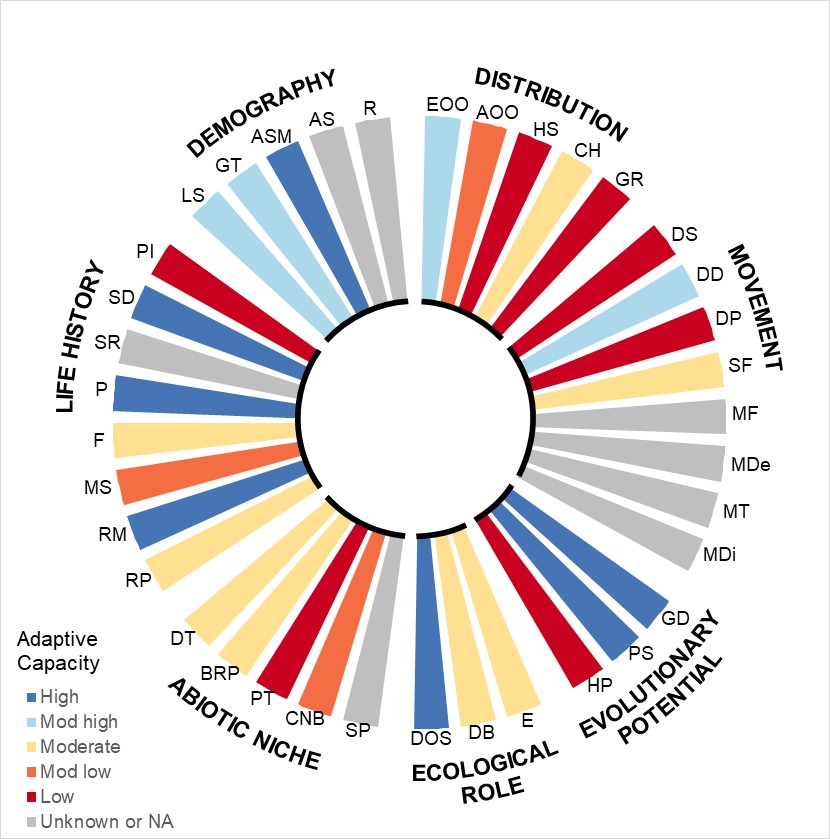 DISTRIBUTION
EOO
AOO
HS
CH
GR
MOVEMENT
DS
DD
DP
SF
MF
MDe
MT
MDi
EVOLUTIONARY
POTENTIAL
GD
PS
HP
ECOLOGICAL
ROLE
E
DB
DOS
ABIOTIC NICHE
SP
CNB
PT
BRP
DT
LIFE HISTORY
RP
RM
MS
F
P
SR
SD
PI
DEMOGRAPHY
LS
GT
ASM
AS
R
Adaptive
Capacity
High
Mod high
Moderate
Mod low
Low
Unknown or NA